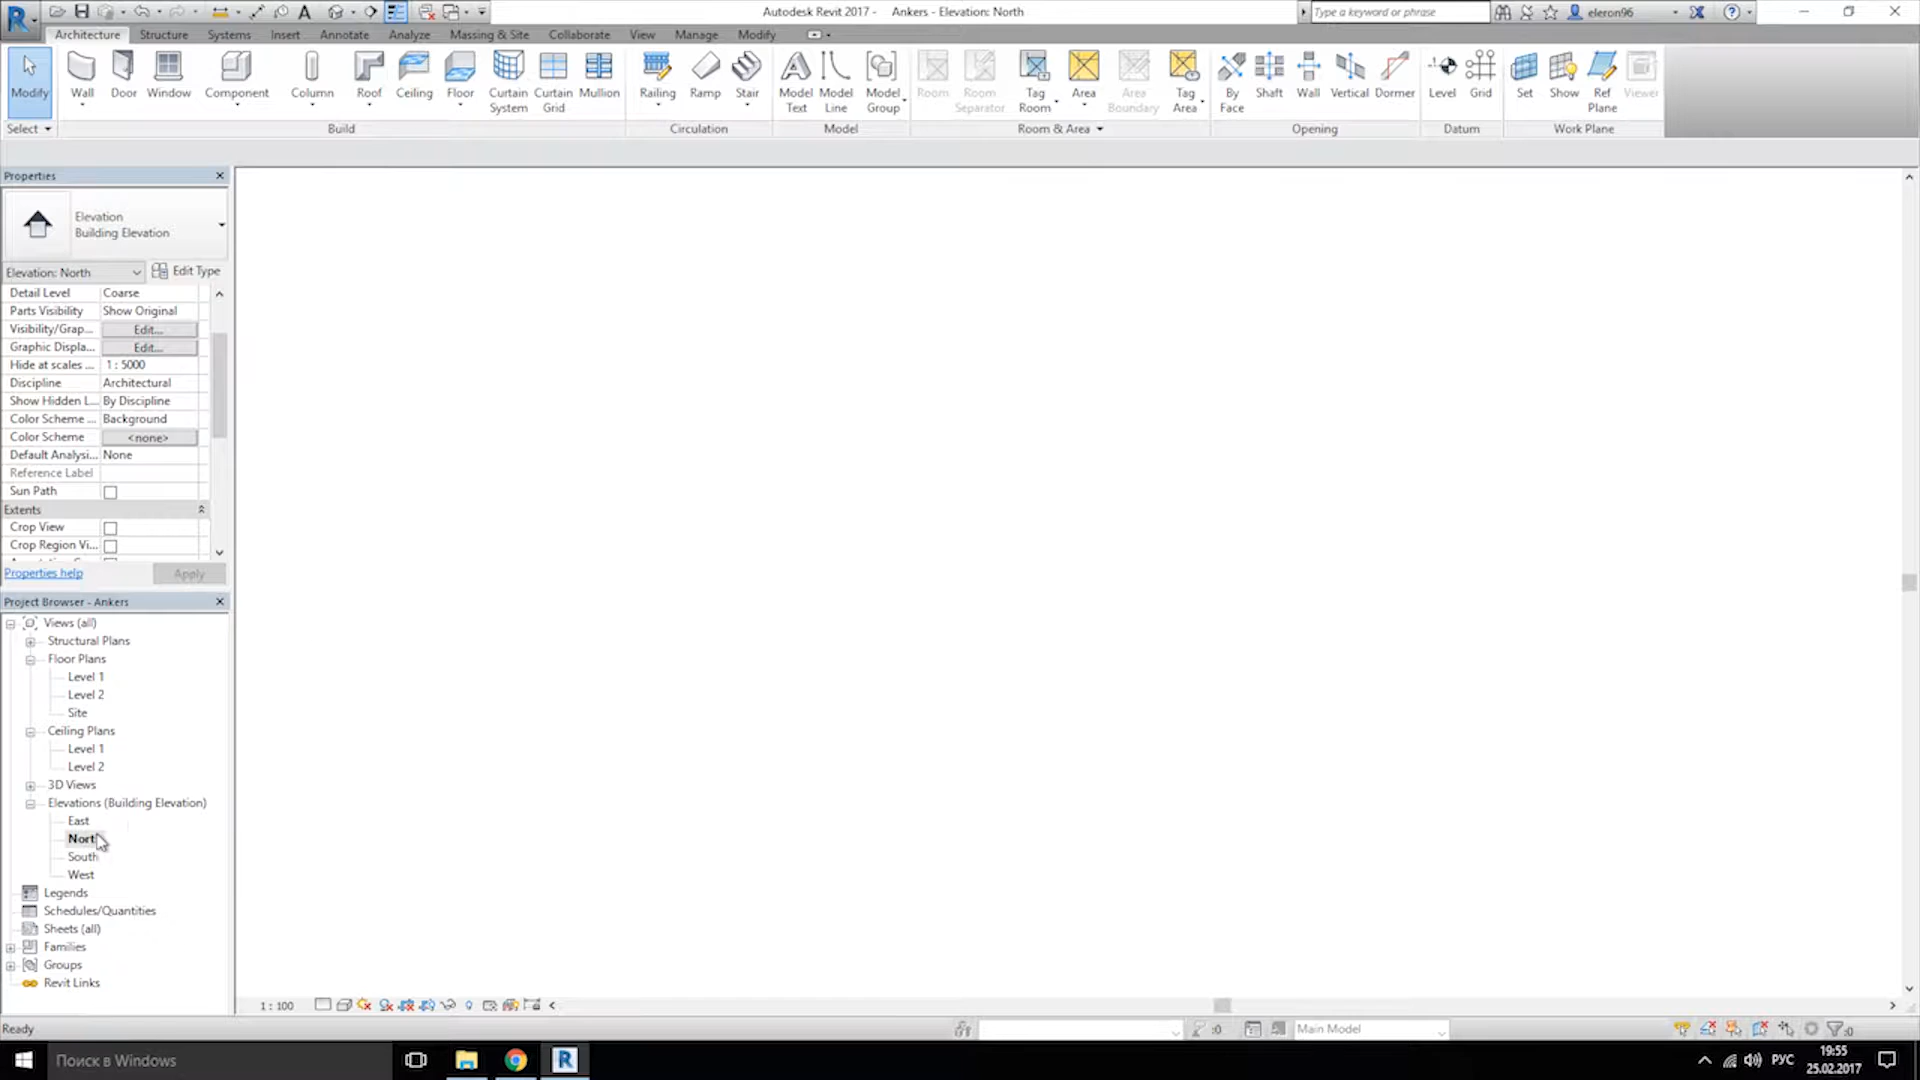 Autodesk Revit 2017 - Ankers - Elevation: North
Type a keyword or phrase
eleron96
Architecture Structure Systems Insert Annotate Analyze Massing & Site Collaborate View Manage Modify
Modify Wall Door Window Component Column Roof Ceiling Floor Curtain System Curtain Grid Mullion Railing Ramp Stair Model Text Model Line Model Group Room Room Separator Tag Room Area Area Boundary Tag Area By Face Shaft Wall Vertical Dormer Level Grid Set Show Ref Plane Viewer
Select Build Circulation Model Room & Area Opening Datum Work Plane
Properties
Elevation
Building Elevation
Elevation: North Edit Type
Detail Level Coarse
Parts Visibility Show Original
Visibility/Grap... Edit...
Graphic Displa... Edit...
Hide at scales ... 1 : 5000
Discipline Architectural
Show Hidden L... By Discipline
Color Scheme ... Background
Color Scheme <none>
Default Analysi... None
Reference Label
Sun Path
Extents
Crop View
Crop Region Vi...
Properties help Apply
Project Browser - Ankers
Views (all)
Structural Plans
Floor Plans
Level 1
Level 2
Site
Ceiling Plans
Level 1
Level 2
3D Views
Elevations (Building Elevation)
East
Nort
South
West
Legends
Schedules/Quantities
Sheets (all)
Families
Groups
Revit Links
1 : 100
Ready
:0
Main Model
:0
Поиск в Windows
РУС
19:55
25.02.2017